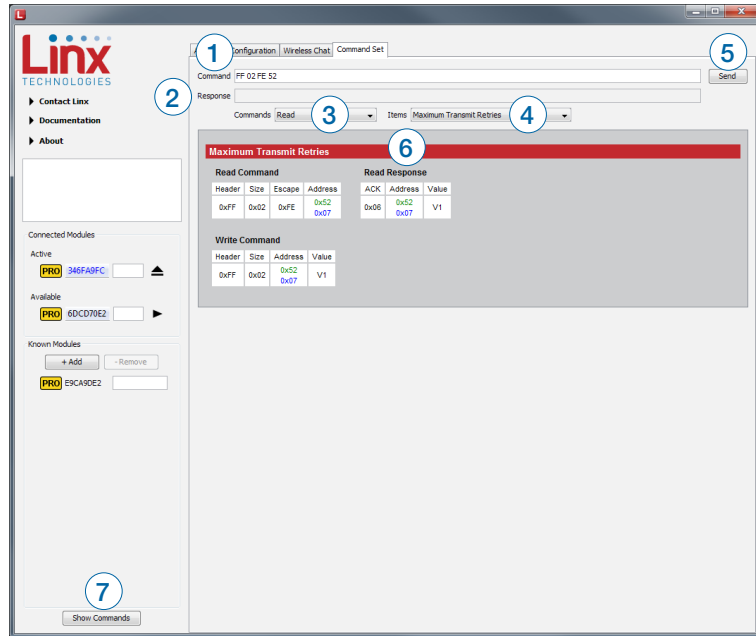 L
Linx
TECHNOLOGIES
Contact Linx
Documentation
About
Connected Modules
Active
PRO 346FA9FC
Available
PRO 6DCD70E2
Known Modules
+ Add - Remove
PRO E9CA9DE2
7
Show Commands
1 Wireless Chat Command Set
5
Command FF 02 FE 52 Send
2 Response
Commands Read 3 Items Maximum Transmit Retries 4
6
Maximum Transmit Retries
Read Command
Header Size Escape Address
0xFF 0x02 0xFE 0x52
0x07
Read Response
ACK Address Value
0x06 0x52 V1
0x07
Write Command
Header Size Address Value
0xFF 0x02 0x52 V1
0x07